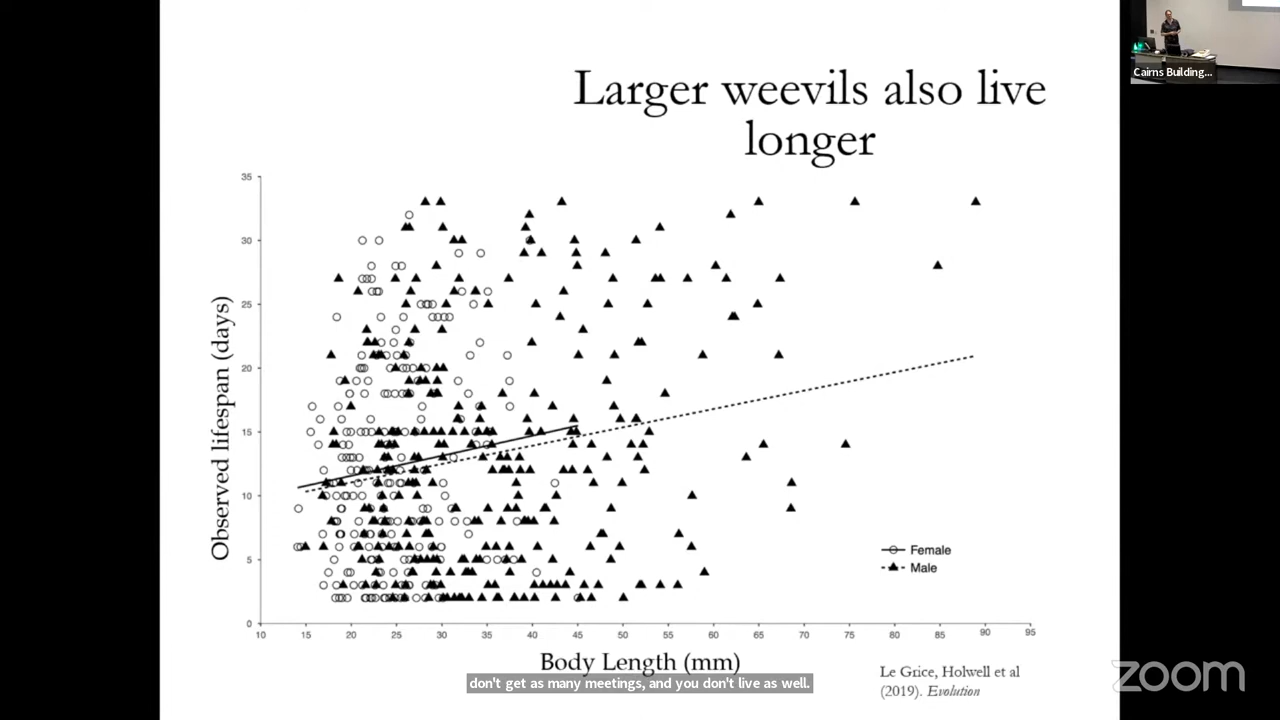 Larger weevils also live
longer
Cairns Building...
35
30
25
20
15
10
5
0
Observed lifespan (days)
Female
Male
10 15 20 25 30 35 40 45 50 55 60 65 70 75 80 85 90 95
Body Length (mm)
don't get as many meetings, and you don't live as well.
Le Grice, Holwell et al
(2019). Evolution
zoom